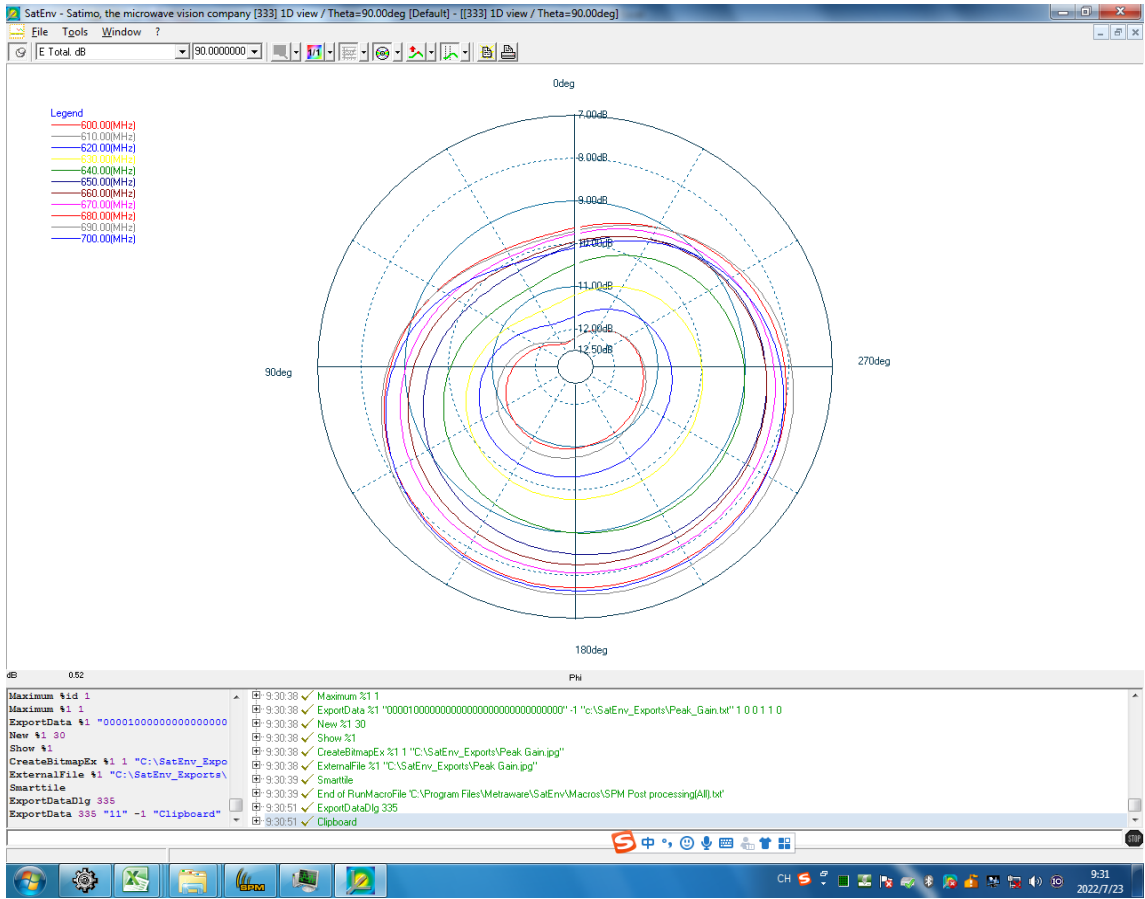 SatEnv - Satimo, the microwave vision company [333] 1D view / Theta=90.00deg [Default] - [[333] 1D view / Theta=90.00deg]
File Tools Window ?
E Total. dB 90.0000000 1/1
0deg
Legend
600.00(MHz)
610.00(MHz)
620.00(MHz)
630.00(MHz)
640.00(MHz)
650.00(MHz)
660.00(MHz)
670.00(MHz)
680.00(MHz)
690.00(MHz)
700.00(MHz)
7.00dB
8.00dB
9.00dB
10.00dB
11.00dB
12.00dB
12.50dB
90deg
270deg
180deg
dB 0.52
Phi
Maximum %id 1
Maximum %1 1
ExportData %1 "00001000000000000000
New %1 30
Show %1
CreateBitmapEx %1 1 "C:\SatEnv_Expo
ExternalFile %1 "C:\SatEnv_Exports\
Smarttile
ExportDataDlg 335
ExportData 335 "11" -1 "Clipboard"
9:30:38 Maximum %1 1
9:30:38 ExportData %1 "00001000000000000000000000000000" -1 "c:\SatEnv_Exports\Peak_Gain.txt" 1 0 0 1 1 0
9:30:38 New %1 30
9:30:38 Show %1
9:30:38 CreateBitmapEx %1 1 "C:\SatEnv_Exports\Peak Gain.jpg"
9:30:38 ExternalFile %1 "C:\SatEnv_Exports\Peak Gain.jpg"
9:30:39 Smarttile
9:30:39 End of RunMacroFile 'C:\Program Files\Metraware\SatEnv\Macros\SPM Post processing(All).txt'
9:30:51 ExportDataDlg 335
9:30:51 Clipboard
STOP
S 中
SPM
CH S
9:31
2022/7/23